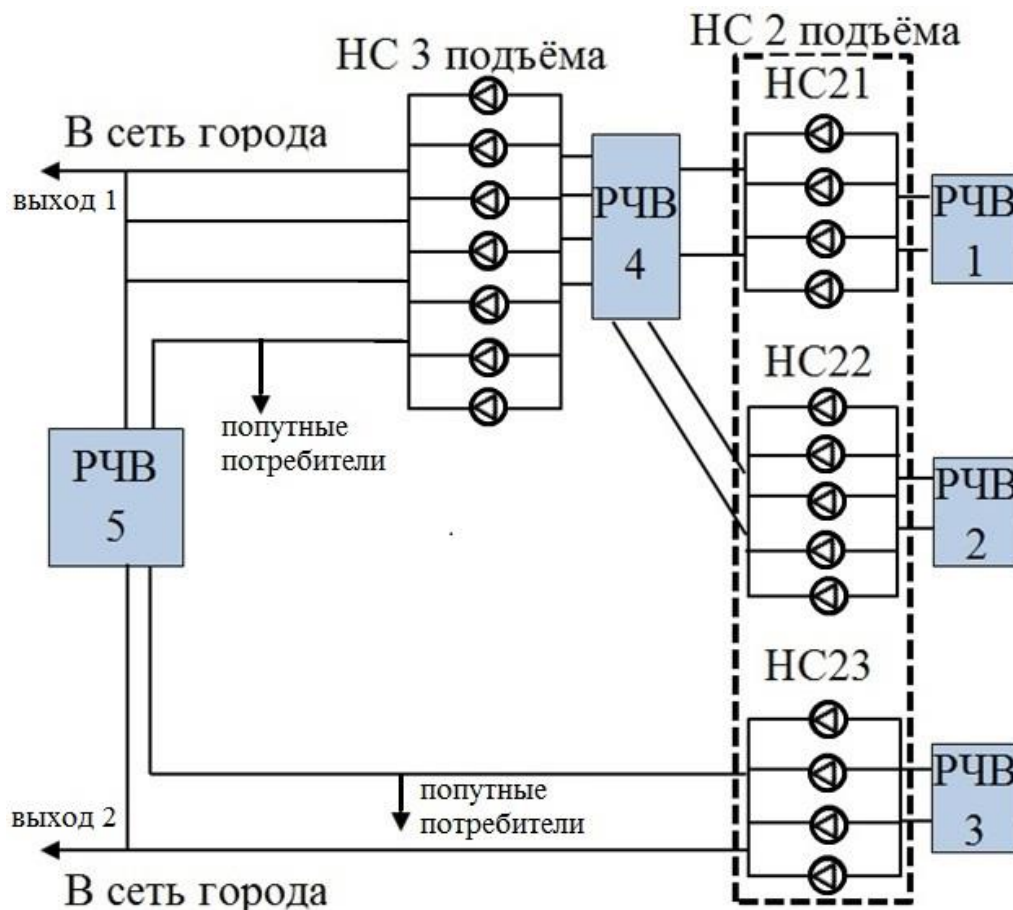 НС 3 подъёма
НС 2 подъёма
НС21
В сеть города
выход 1
РЧВ
4
РЧВ
1
НС22
попутные
потребители
РЧВ
5
РЧВ
2
НС23
попутные
потребители
РЧВ
3
выход 2
В сеть города